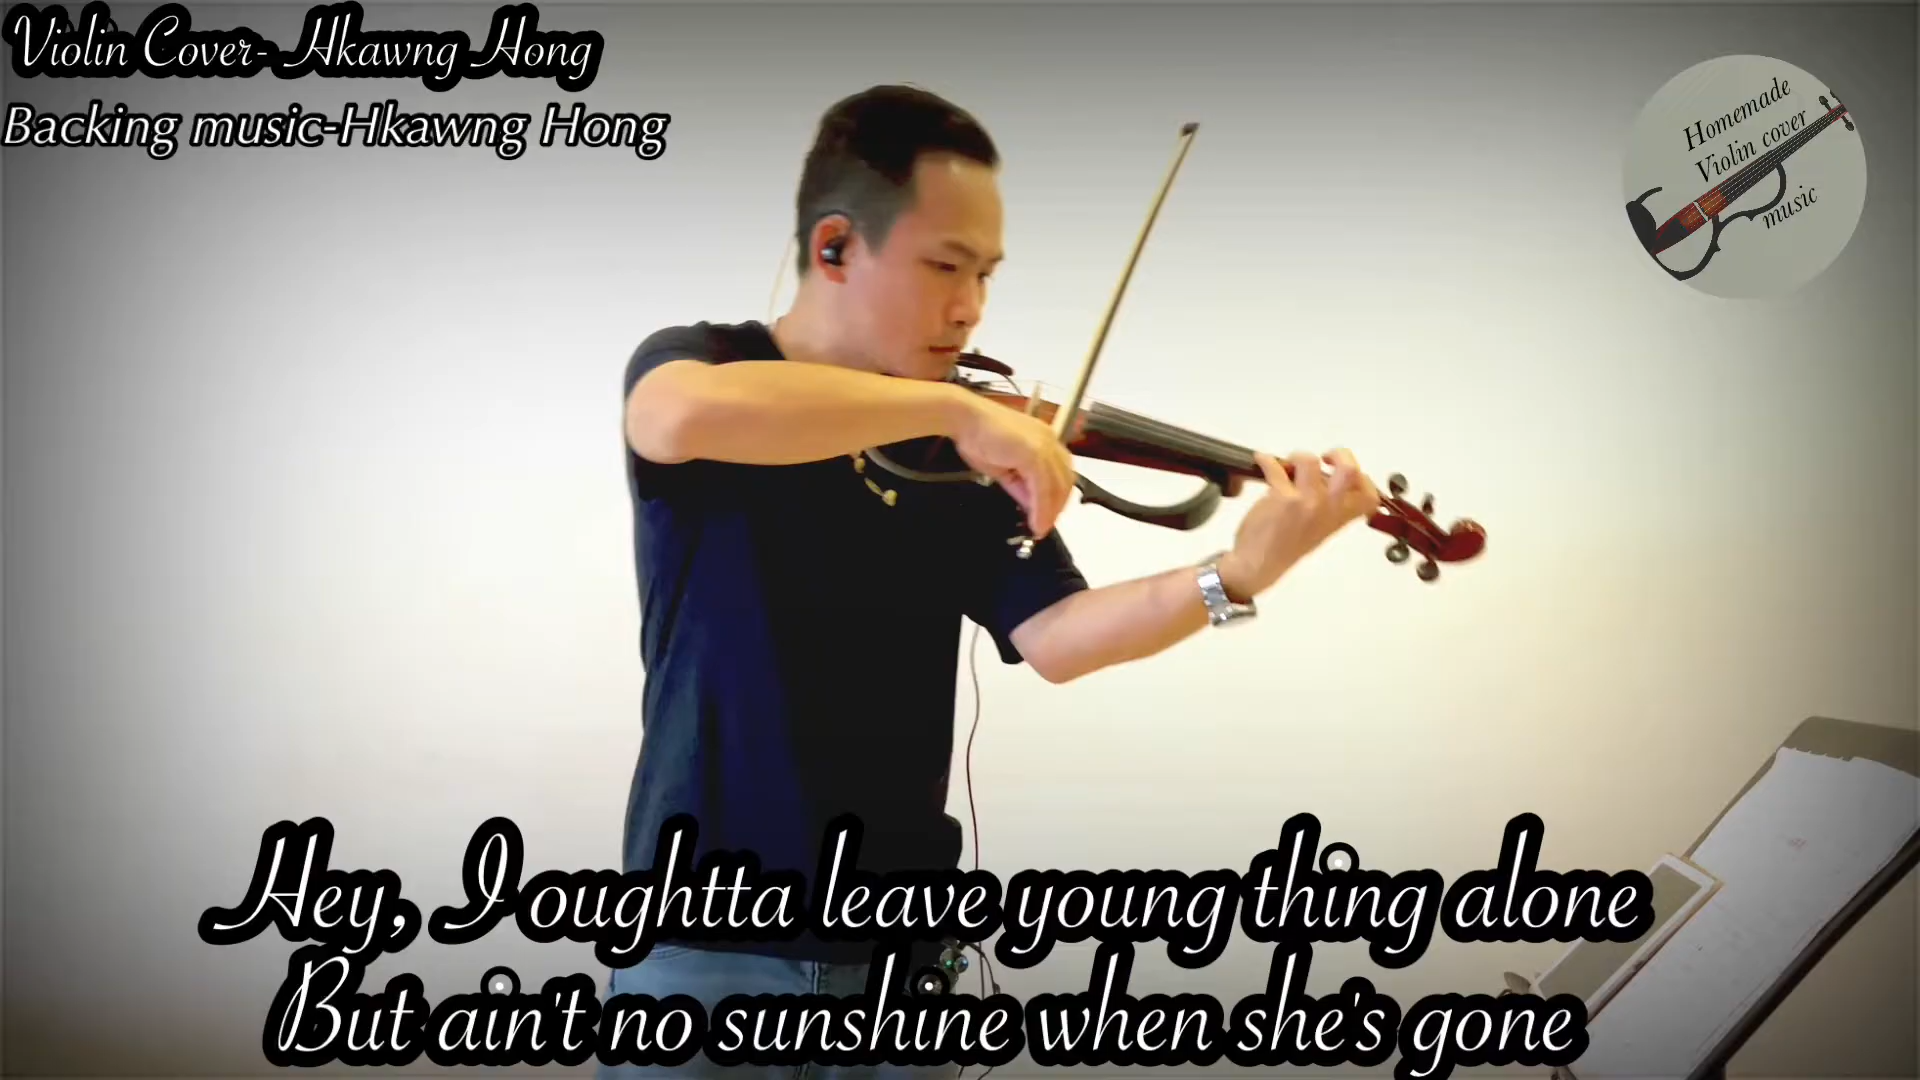 Violin Cover- Hkawng Hong
Backing music-Hkawng Hong
Homemade
Violin cover
music
Hey, I oughtta leave young thing alone
But ain't no sunshine when she's gone